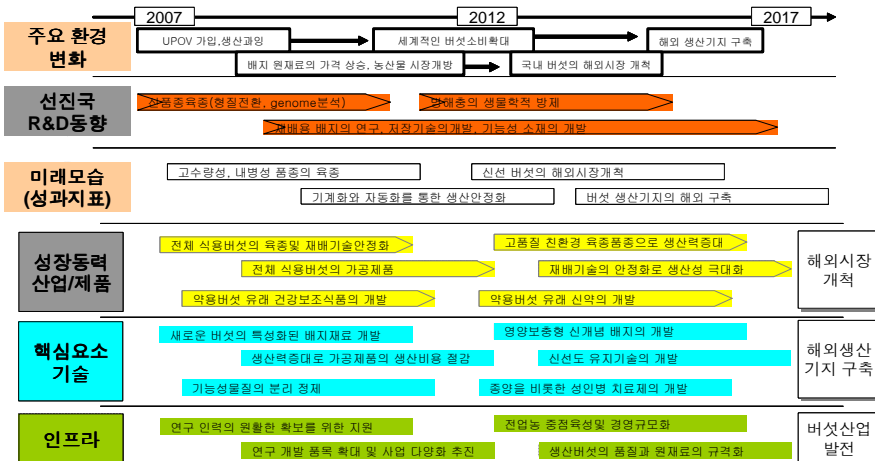 2007
2012
2017
주요 환경
변화
UPOV 가입,생산과잉
세계적인 버섯소비확대
해외 생산기지 구축
배지 원재료의 가격 상승, 농산물 시장개방
국내 버섯의 해외시장 개척
선진국
R&D동향
신품종육종(형질전환, genome분석)
병해충의 생물학적 방제
재배용 배지의 연구, 저장기술의개발, 기능성 소재의 개발
미래모습
(성과지표)
고수량성, 내병성 품종의 육종
신선 버섯의 해외시장개척
기계화와 자동화를 통한 생산안정화
버섯 생산기지의 해외 구축
성장동력
산업/제품
전체 식용버섯의 육종및 재배기술안정화
고품질 친환경 육종품종으로 생산력증대
전체 식용버섯의 가공제품
재배기술의 안정화로 생산성 극대화
약용버섯 유래 건강보조식품의 개발
약용버섯 유래 신약의 개발
해외시장
개척
핵심요소
기술
새로운 버섯의 특성화된 배지재료 개발
영양보충형 신개념 배지의 개발
생산력증대로 가공제품의 생산비용 절감
신선도 유지기술의 개발
기능성물질의 분리 정제
종양을 비롯한 성인병 치료제의 개발
해외생산
기지 구축
인프라
연구 인력의 원활한 확보를 위한 지원
전업농 중점육성및 경영규모화
연구 개발 품목 확대 및 사업 다양화 추진
생산버섯의 품질과 원재료의 규격화
버섯산업
발전